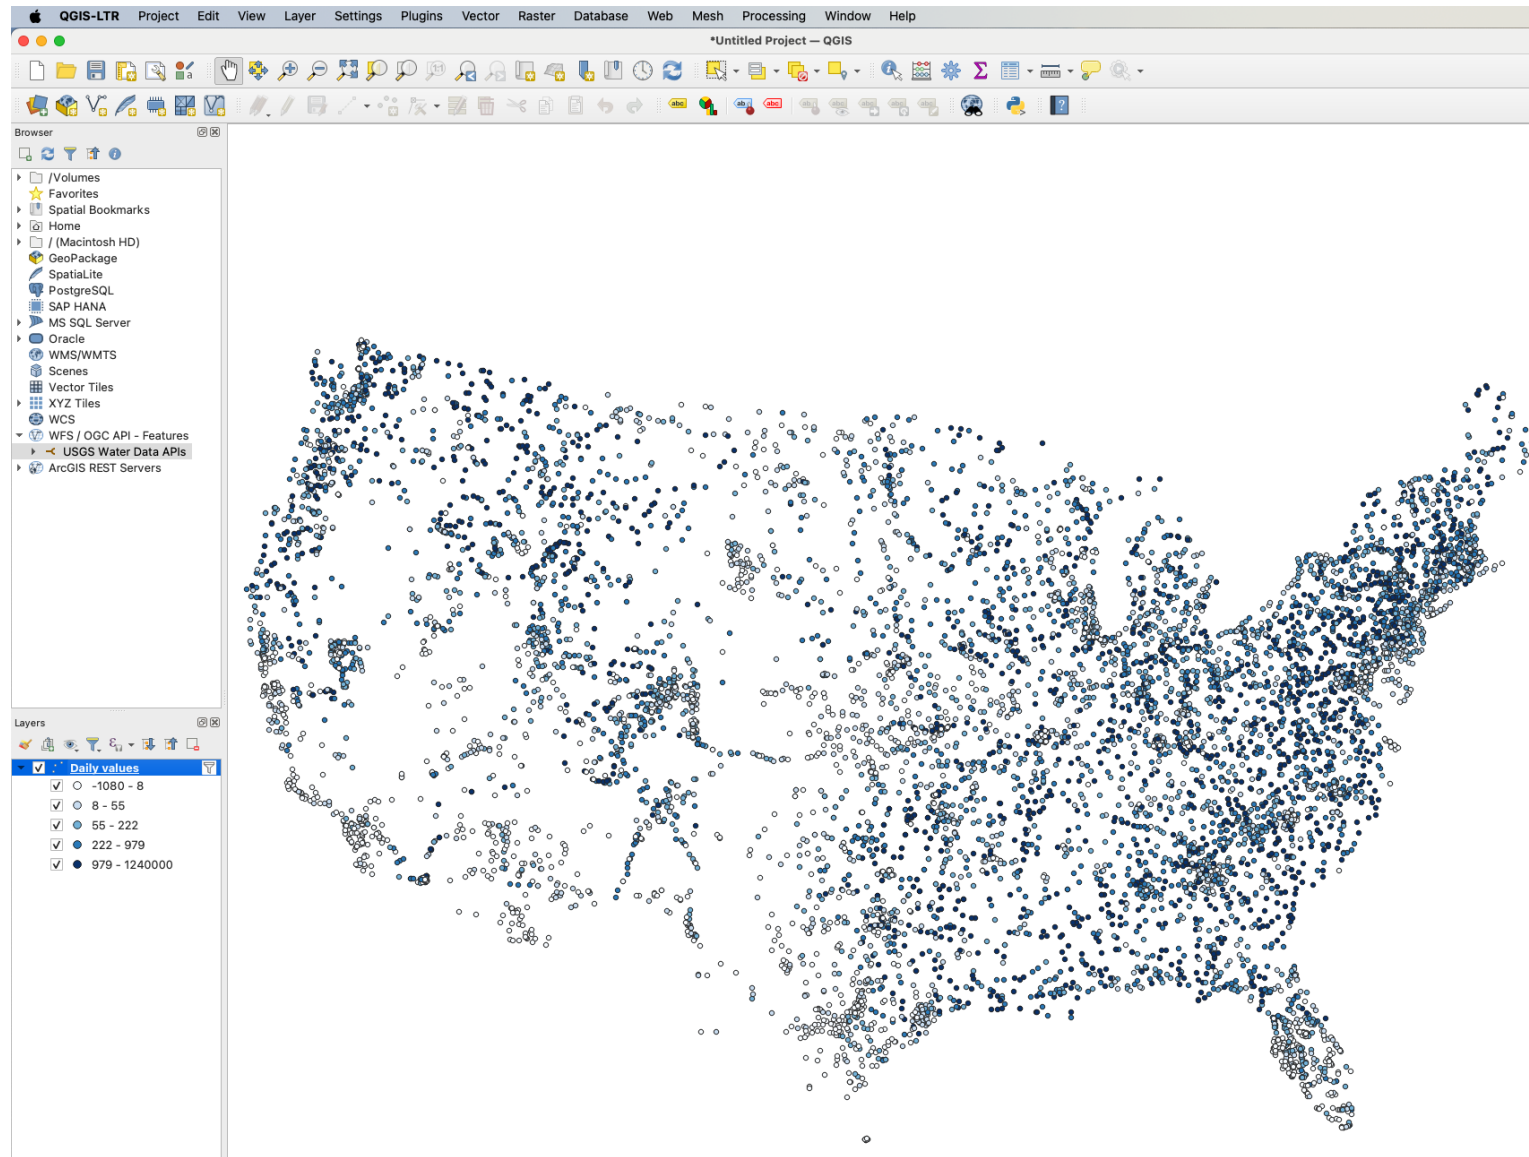 QGIS-LTR Project Edit View Layer Settings Plugins Vector Raster Database Web Mesh Processing Window Help
*Untitled Project — QGIS
Browser
/Volumes
Favorites
Spatial Bookmarks
Home
/ (Macintosh HD)
GeoPackage
SpatiaLite
PostgreSQL
SAP HANA
MS SQL Server
Oracle
WMS/WMTS
Scenes
Vector Tiles
XYZ Tiles
WCS
WFS / OGC API - Features
USGS Water Data APIs
ArcGIS REST Servers
Layers
Daily values
-1080 - 8
8 - 55
55 - 222
222 - 979
979 - 1240000